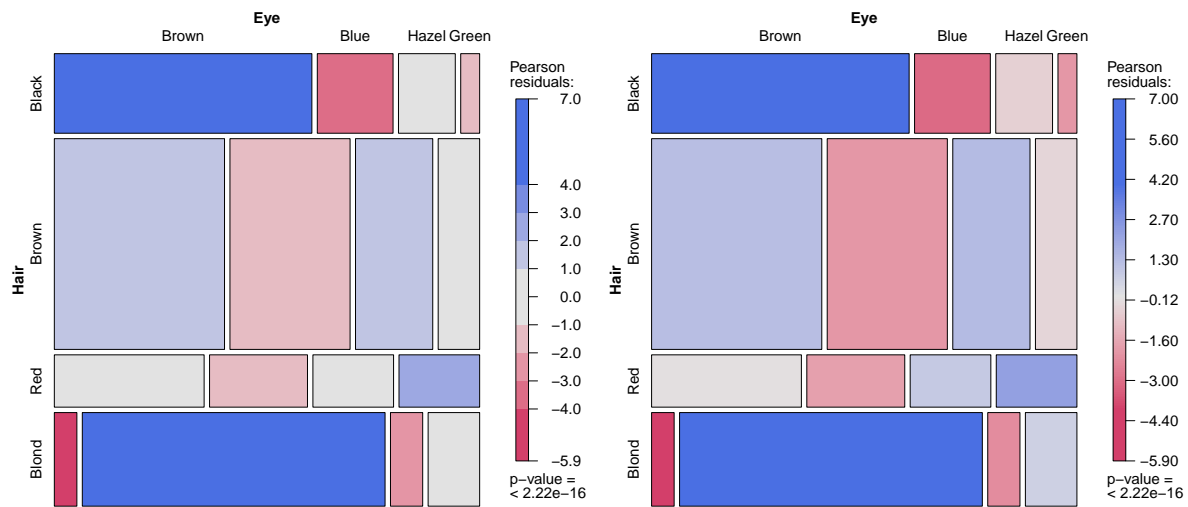 Eye
Brown Blue Hazel Green
Hair
Black
Brown
Red
Blond
Pearson
residuals:
7.0
4.0
3.0
2.0
1.0
0.0
−1.0
−2.0
−3.0
−4.0
−5.9
p−value =
< 2.22e−16
Eye
Brown Blue Hazel Green
Hair
Black
Brown
Red
Blond
Pearson
residuals:
7.00
5.60
4.20
2.70
1.30
−0.12
−1.60
−3.00
−4.40
−5.90
p−value =
< 2.22e−16